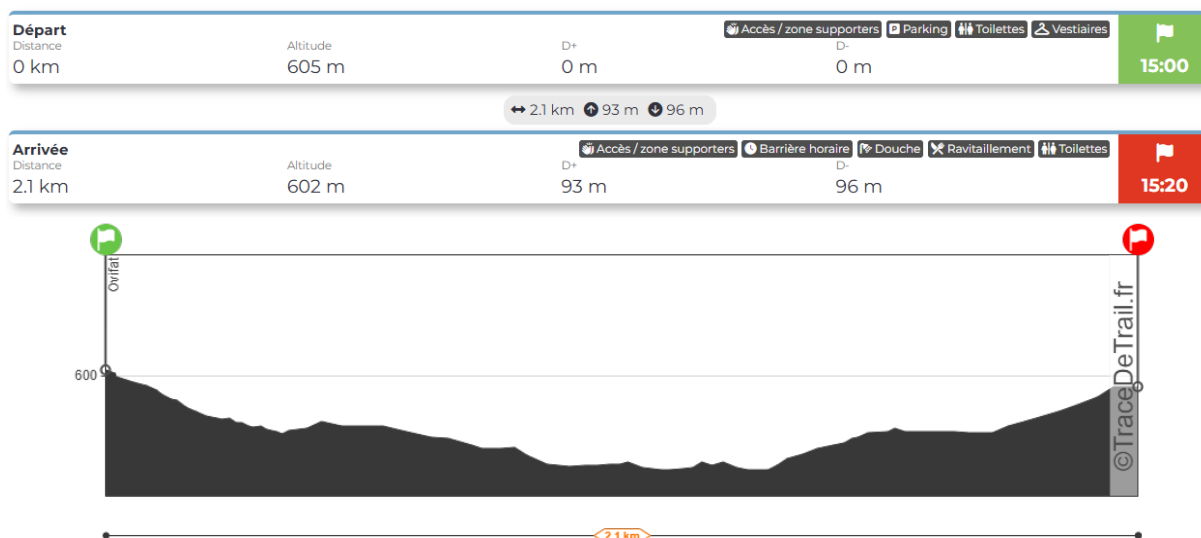 Départ
Accès / zone supporters Parking Toilettes Vestiaires
Distance Altitude D+ D-
0 km 605 m 0 m 0 m
15:00
2.1 km 93 m 96 m
Arrivée
Accès / zone supporters Barrière horaire Douche Ravitaillement Toilettes
Distance Altitude D+ D-
2.1 km 602 m 93 m 96 m
15:20
Ovifat
600
©TraceDeTrail.fr
2.1 km